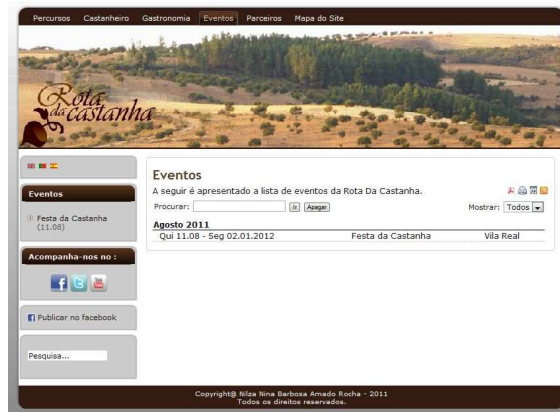 Percursos Castanheiro Gastronomia Eventos Parceiros Mapa do Site
Rota
da castanha
Eventos
Festa da Castanha
(11.08)
Acompanha-nos no :
Publicar no facebook
Pesquisa...
Eventos
A seguir é apresentado a lista de eventos da Rota Da Castanha.
Procurar: Ir Apagar Mostrar: Todos
Agosto 2011
Qui 11.08 - Seg 02.01.2012 Festa da Castanha Vila Real
Copyright@ Nilza Nina Barbosa Amado Rocha - 2011
Todos os direitos reservados.